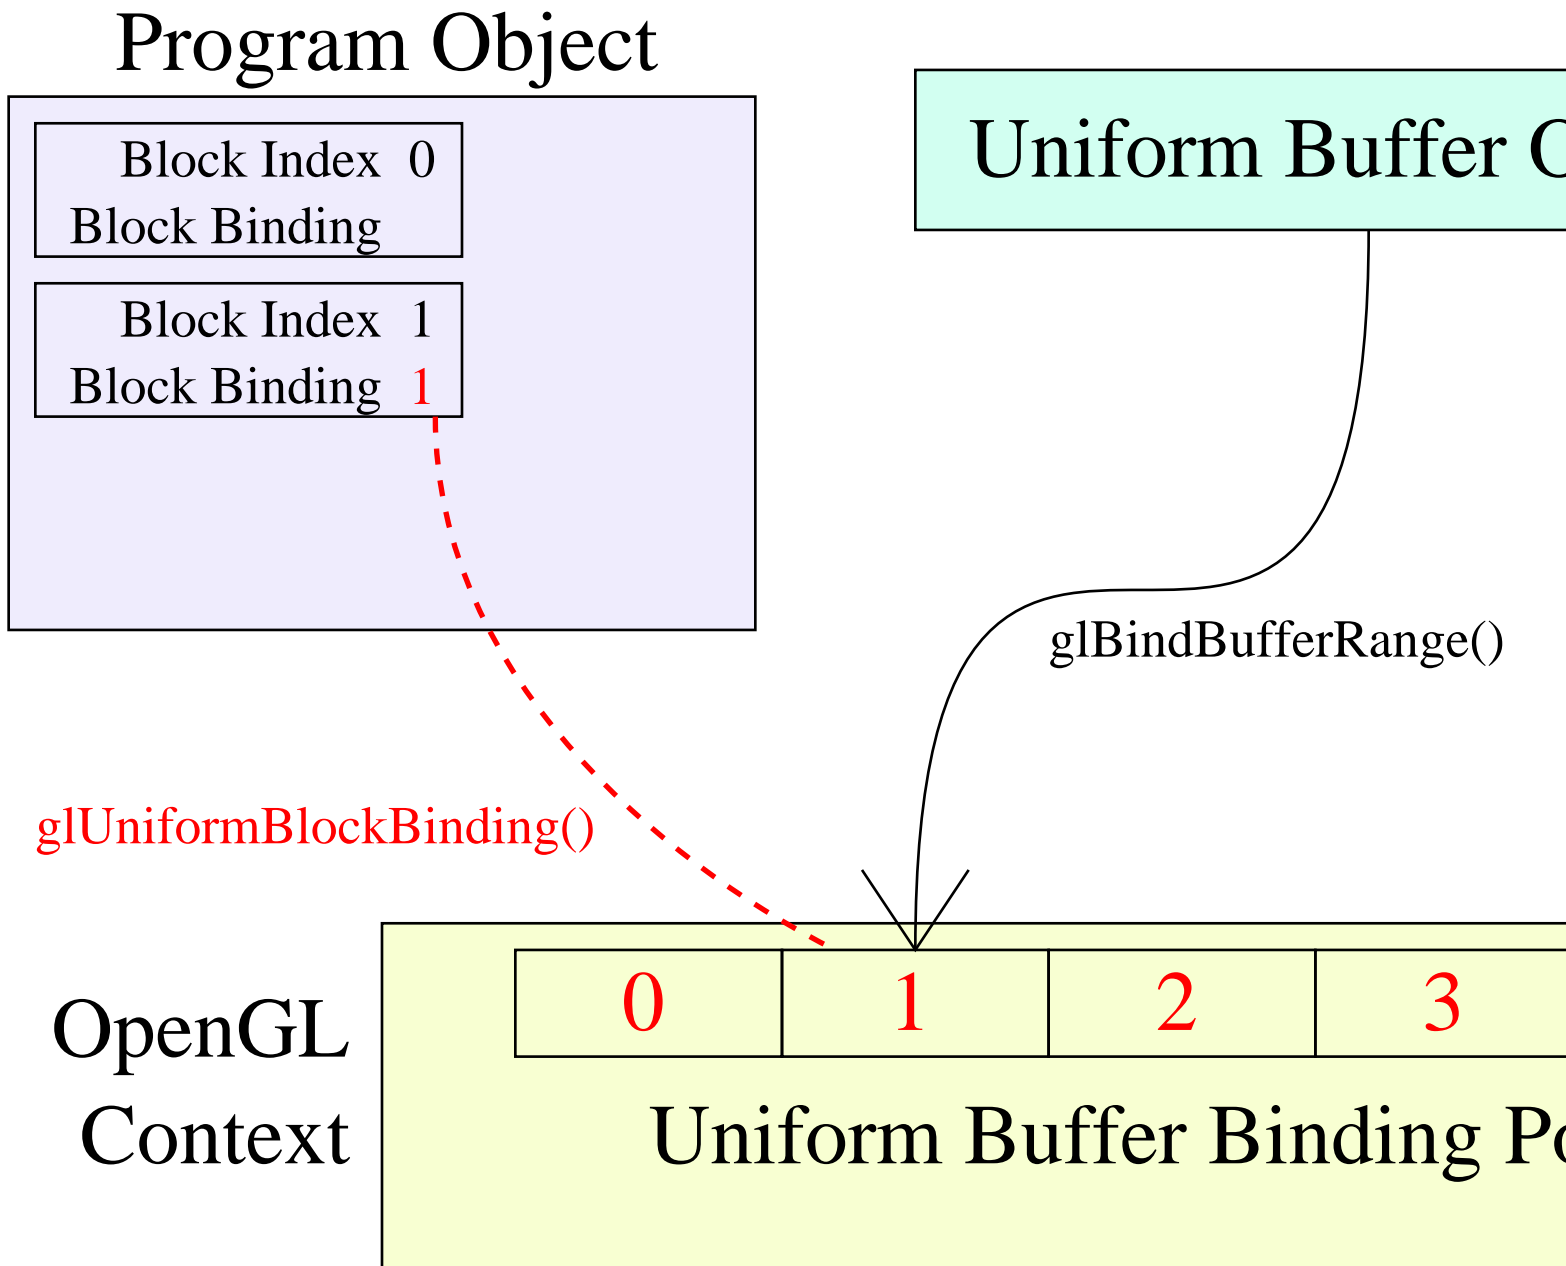 Program Object
Block Index 0
Block Binding
Block Index 1
Block Binding 1
Uniform Buffer
glBindBufferRange()
glUniformBlockBinding()
0 1 2 3
OpenGL
Context
Uniform Buffer Binding